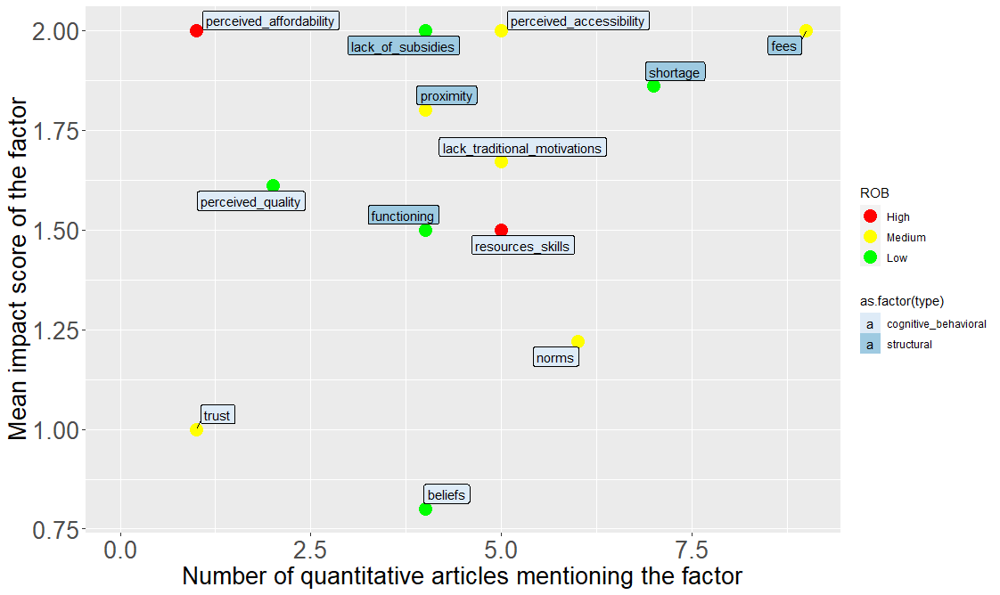 Mean impact score of the factor
2.00
1.75
1.50
1.25
1.00
0.75
perceived_affordability
lack_of_subsidies
perceived_accessibility
fees
shortage
proximity
lack_traditional_motivations
perceived_quality
functioning
resources_skills
norms
trust
beliefs
0.0
2.5
5.0
7.5
Number of quantitative articles mentioning the factor
ROB
High
Medium
Low
as.factor(type)
a cognitive_behavioral
a structural